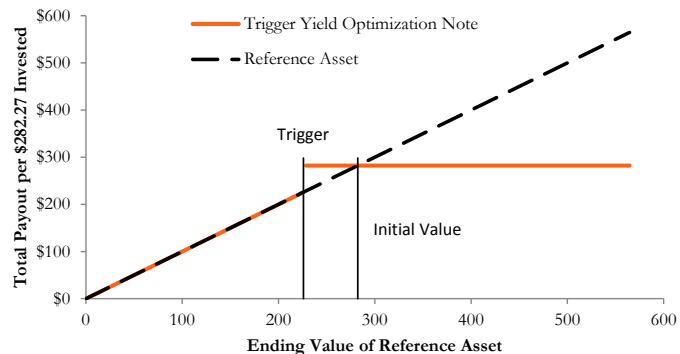 $600
$500
$400
$300
$200
$100
$0
Total Payout per $282.27 Invested
Trigger Yield Optimization Note
Reference Asset
Trigger
Initial Value
0
100
200
300
400
500
600
Ending Value of Reference Asset